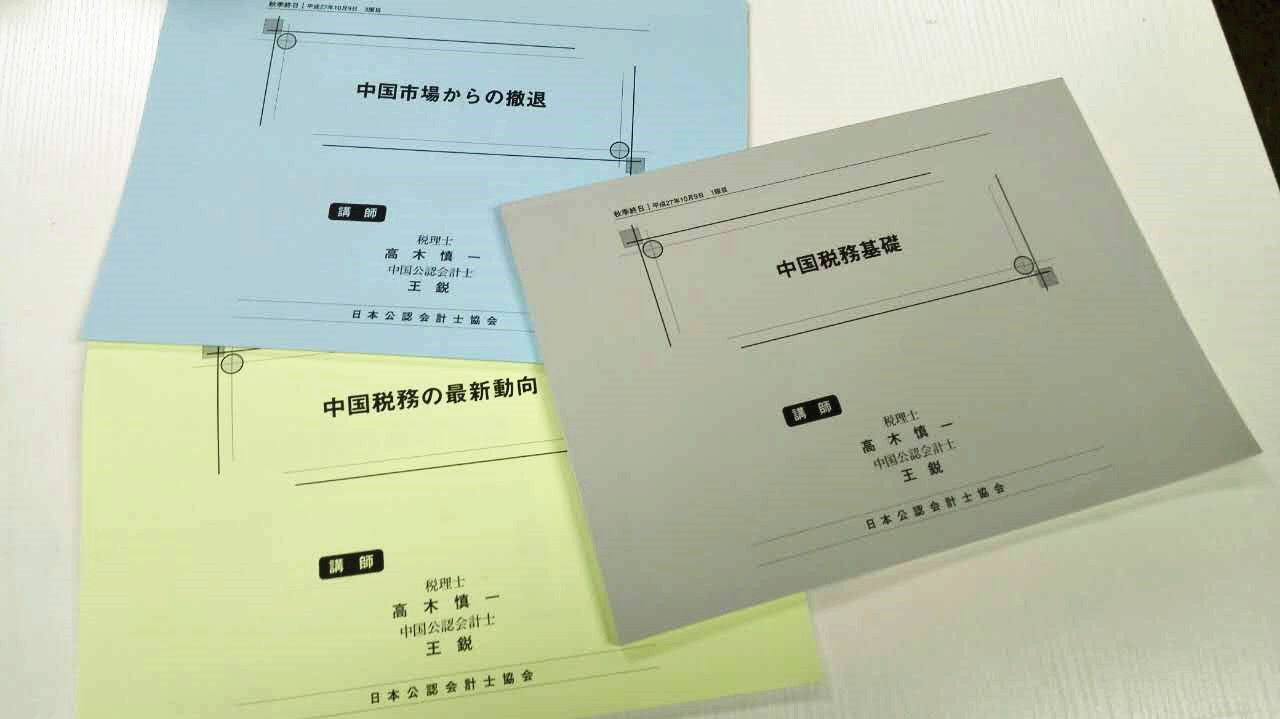 秋季終日 | 平成27年10月9日 3限目
中国市場からの撤退
講師
税理士
高木慎一
中国公認会計士
王鋭
日本公認会計士協会
中国税務の最新動向
講師
税理士
高木慎一
中国公認会計士
王鋭
日本公認会計士協会
秋季終日 | 平成27年10月9日 1限目
中国税務基礎
講師
税理士
高木慎一
中国公認会計士
王鋭
日本公認会計士協会